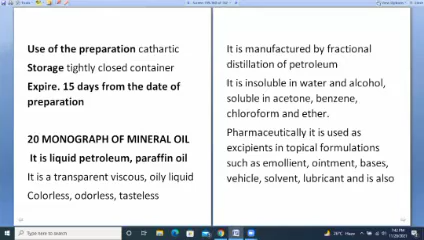 Use of the preparation cathartic
Storage tightly closed container
Expire. 15 days from the date of
preparation
20 MONOGRAPH OF MINERAL OIL
It is liquid petroleum, paraffin oil
It is a transparent viscous, oily liquid
Colorless, odorless, tasteless
It is manufactured by fractional
distillation of petroleum
It is insoluble in water and alcohol,
soluble in acetone, benzene,
chloroform and ether.
Pharmaceutically it is used as
excipients in topical formulations
such as emollient, ointment, bases,
vehicle, solvent, lubricant and is also
Type here to search